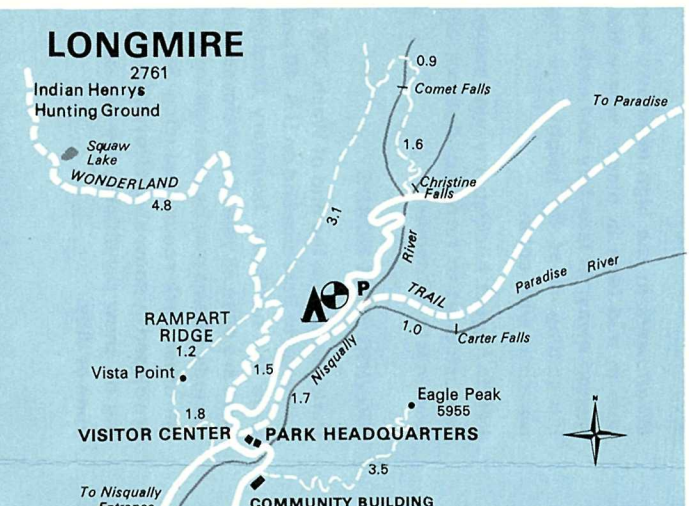 LONGMIRE
2761
Indian Henrys
Hunting Ground
Squaw
Lake
WONDERLAND
4.8
0.9
Comet Falls
To Paradise
1.6
Christine
Falls
3.1
River
P
TRAIL
Paradise River
1.0
Carter Falls
RAMPART
RIDGE
1.2
Vista Point
1.5
Nisqually
1.7
1.8
Eagle Peak
5955
N
VISITOR CENTER
PARK HEADQUARTERS
3.5
To Nisqually
Entrance
COMMUNITY BUILDING